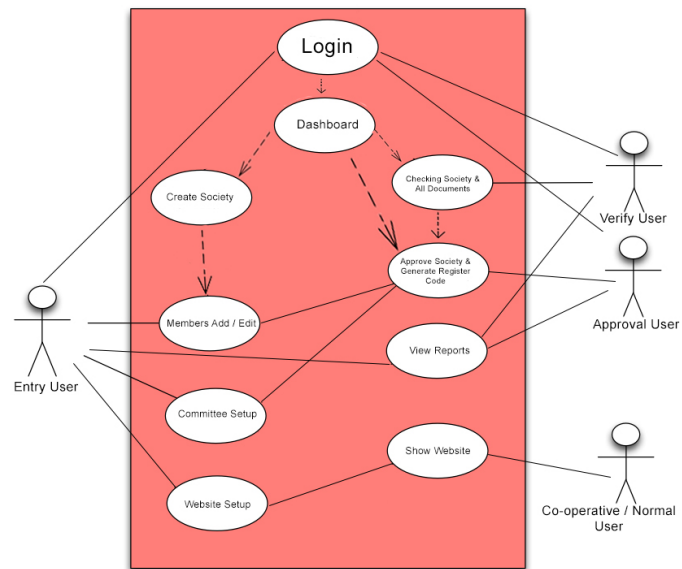 Login
Dashboard
Create Society
Checking Society &
All Documents
Verify User
Approve Society &
Generate Register
Code
Approval User
Members Add / Edit
View Reports
Entry User
Committee Setup
Show Website
Website Setup
Co-operative / Normal
User